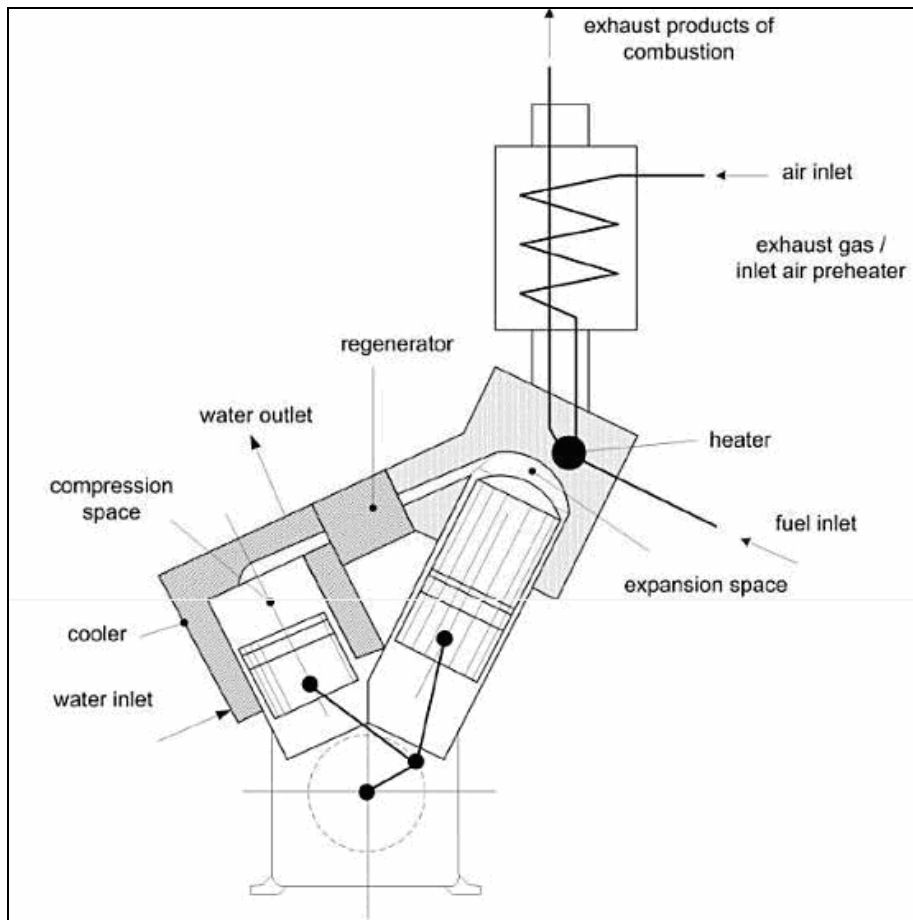 exhaust products of
combustion
air inlet
exhaust gas /
inlet air preheater
regenerator
water outlet
heater
compression
space
fuel inlet
expansion space
cooler
water inlet